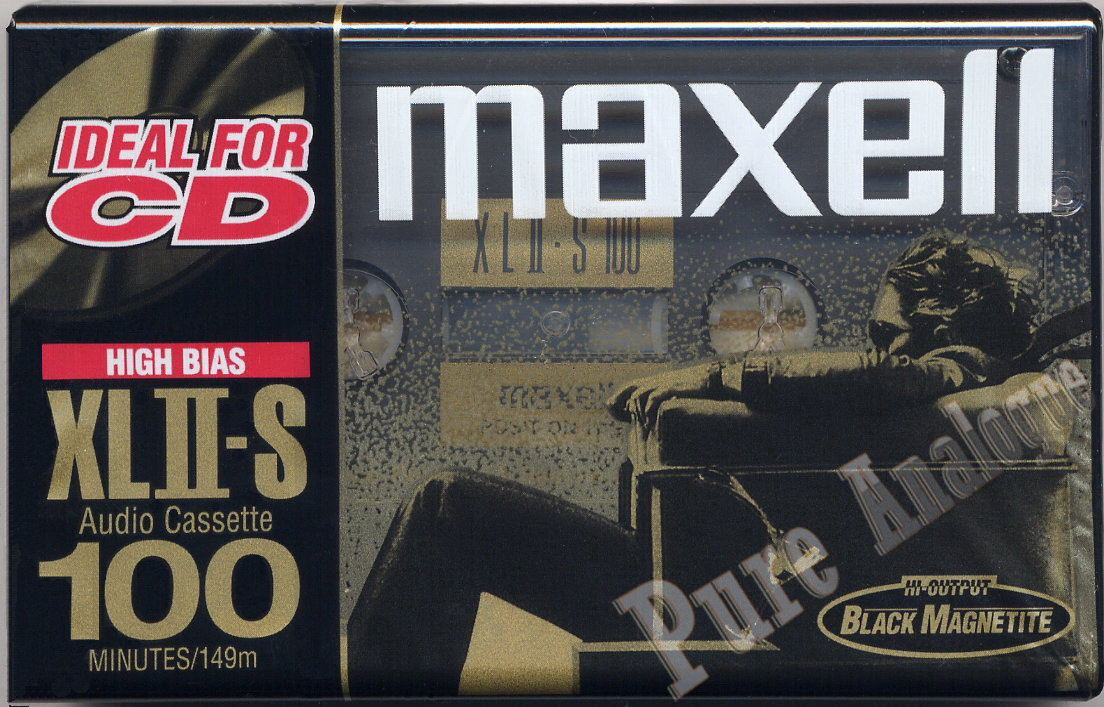 IDEAL FOR
CD
HIGH BIAS
XLII-S
Audio Cassette
100
MINUTES/149m
maxell
XLII·S 100
maxell
Pure Analogue
HI-OUTPUT
BLACK MAGNETITE